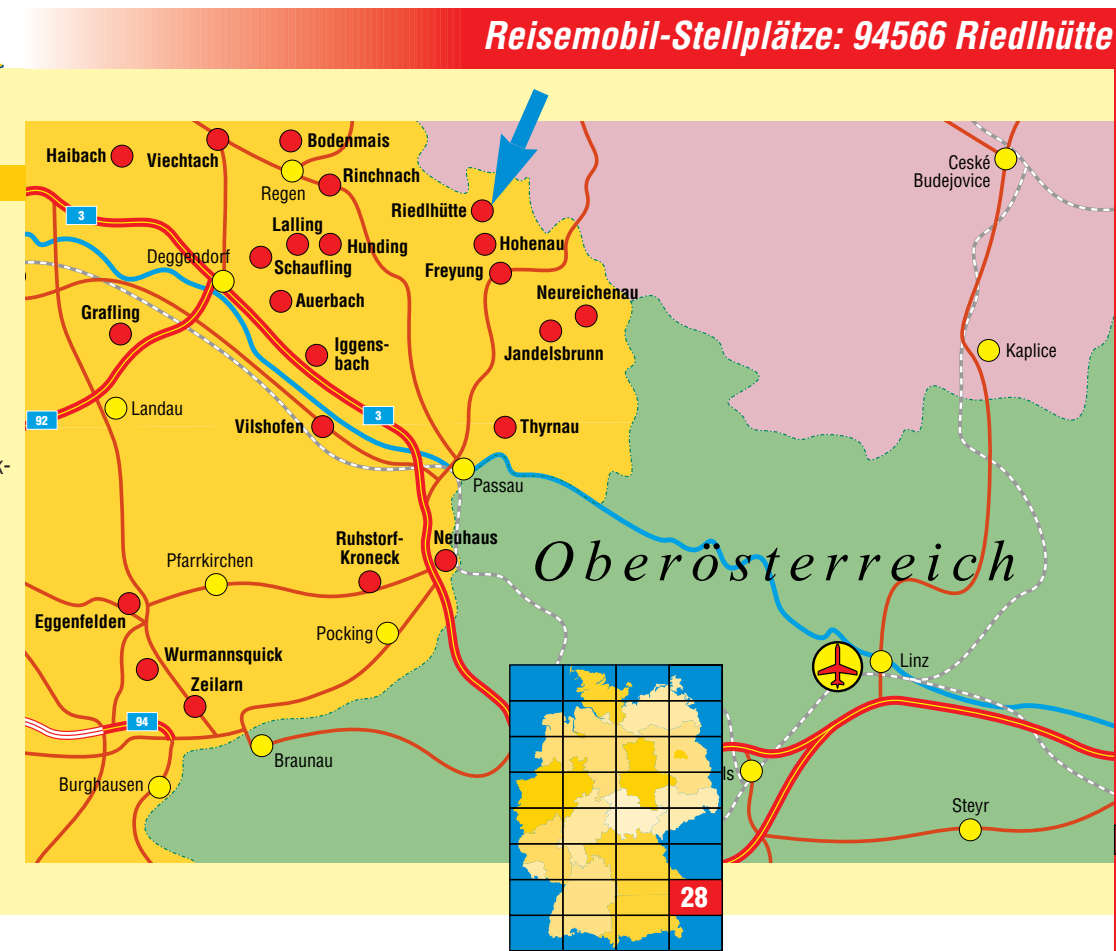 Reisemobil-Stellplätze: 94566 Riedlhütte
Haibach
Viechtach
Bodenmais
Regen
Rinchnach
Riedlhütte
Ceské
Budejovice
3
Lalling
Hunding
Hohenau
Deggendorf
Schaufling
Freyung
Auerbach
Neureichenau
Grafling
Iggens-
bach
Jandelsbrunn
Kaplice
Landau
92
3
Vilshofen
Thyrnau
k-
Passau
Ruhstorf-
Kroneck
Neuhaus
Oberösterreich
Pfarrkirchen
Eggenfelden
Pocking
Wurmannsquick
Linz
Zeilarn
94
Braunau
ls
Burghausen
Steyr
28